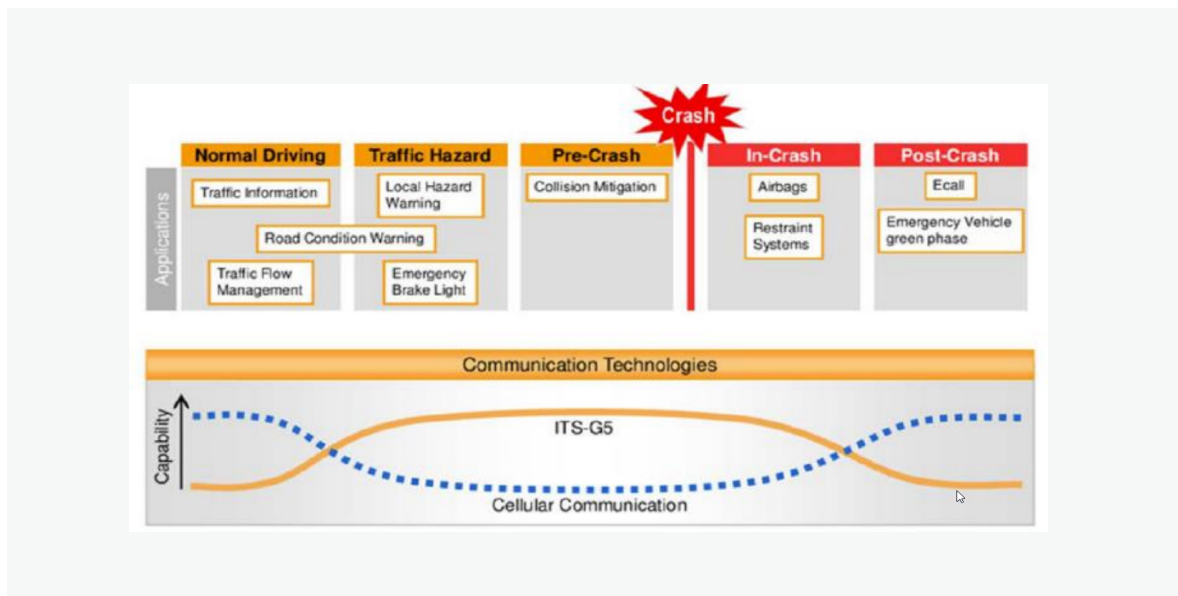 Crash
Normal Driving
Traffic Hazard
Pre-Crash
In-Crash
Post-Crash
Applications
Traffic Information
Local Hazard
Warning
Collision Mitigation
Airbags
Ecall
Road Condition Warning
Restraint
Systems
Emergency Vehicle
green phase
Traffic Flow
Management
Emergency
Brake Light
Communication Technologies
Capability
ITS-G5
Cellular Communication